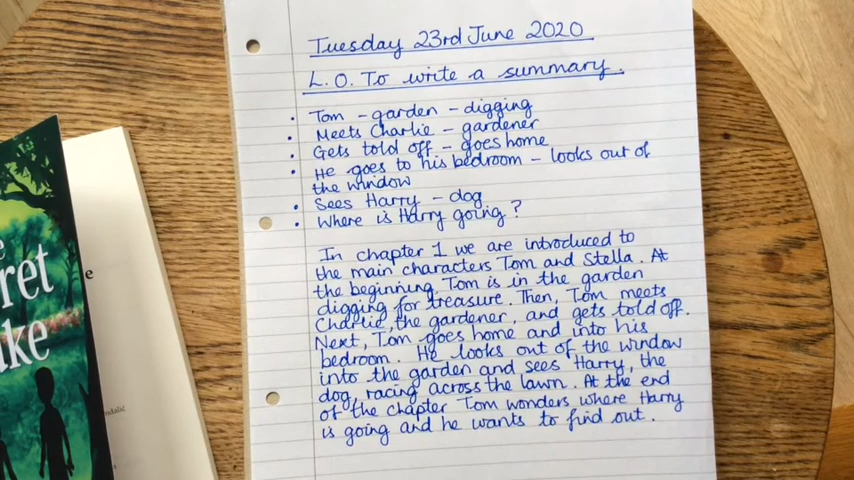 Tuesday 23rd June 2020
L.O. To write a summary.
• Tom - garden - digging
• Meets Charlie - gardener
• Gets told off - goes home
• He goes to his bedroom - looks out of
the window
• Sees Harry - dog
• Where is Harry going?
In chapter 1 we are introduced to
the main characters Tom and Stella. At
the beginning, Tom is in the garden
digging for treasure. Then, Tom meets
Charlie, the gardener, and gets told off.
Next, Tom goes home and into his
bedroom. He looks out of the window
into the garden and sees Harry, the
dog, racing across the lawn. At the end
of the chapter Tom wonders where Harry
is going and he wants to find out.